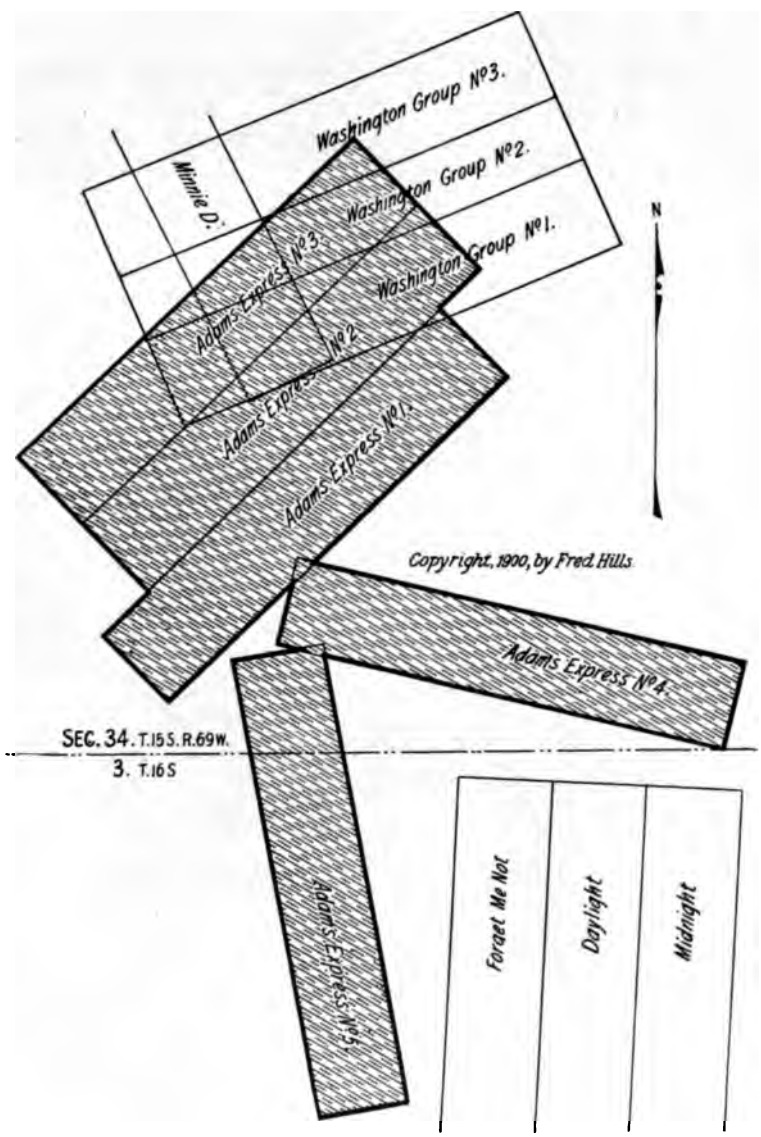 Washington Group Nº3.
Minnie D.
Washington Group Nº2.
Washington Group Nº1.
N
Adams Express Nº3.
Adams Express Nº2
Adams Express Nº1.
Copyright, 1900, by Fred Hills
Adams Express Nº4.
SEC. 34. T.15 S. R.69W.
3. T.16 S
Adams Express Nº5.
Forget Me Not
Daylight
Midnight